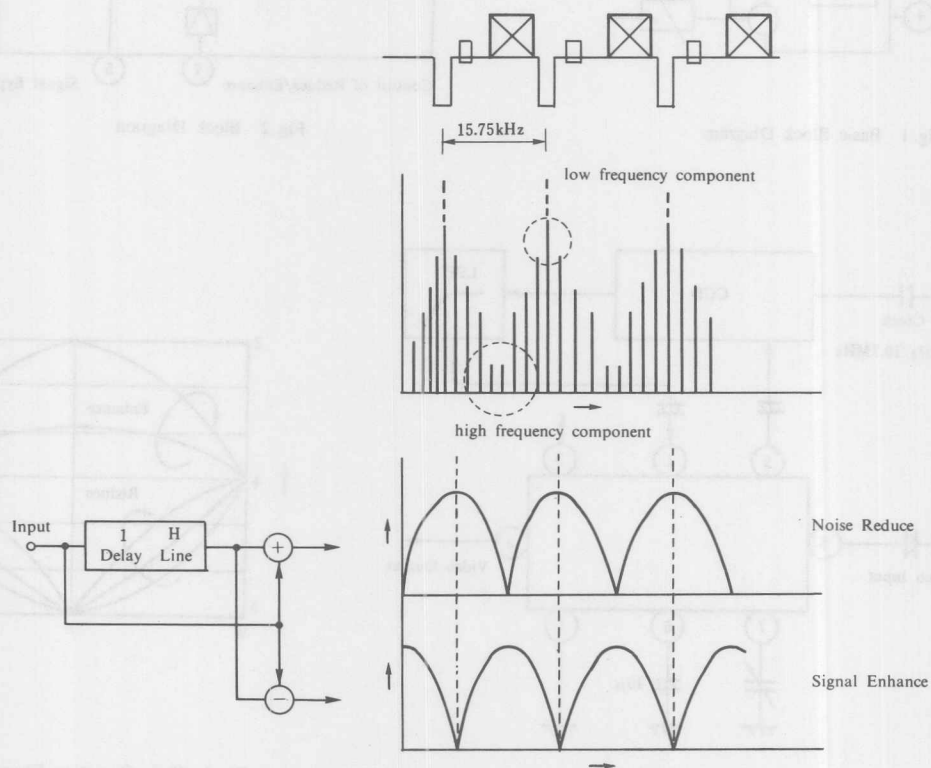 15.75kHz
low frequency component
high frequency component
Input
1 H
Delay Line
+
−
Noise Reduce
Signal Enhance